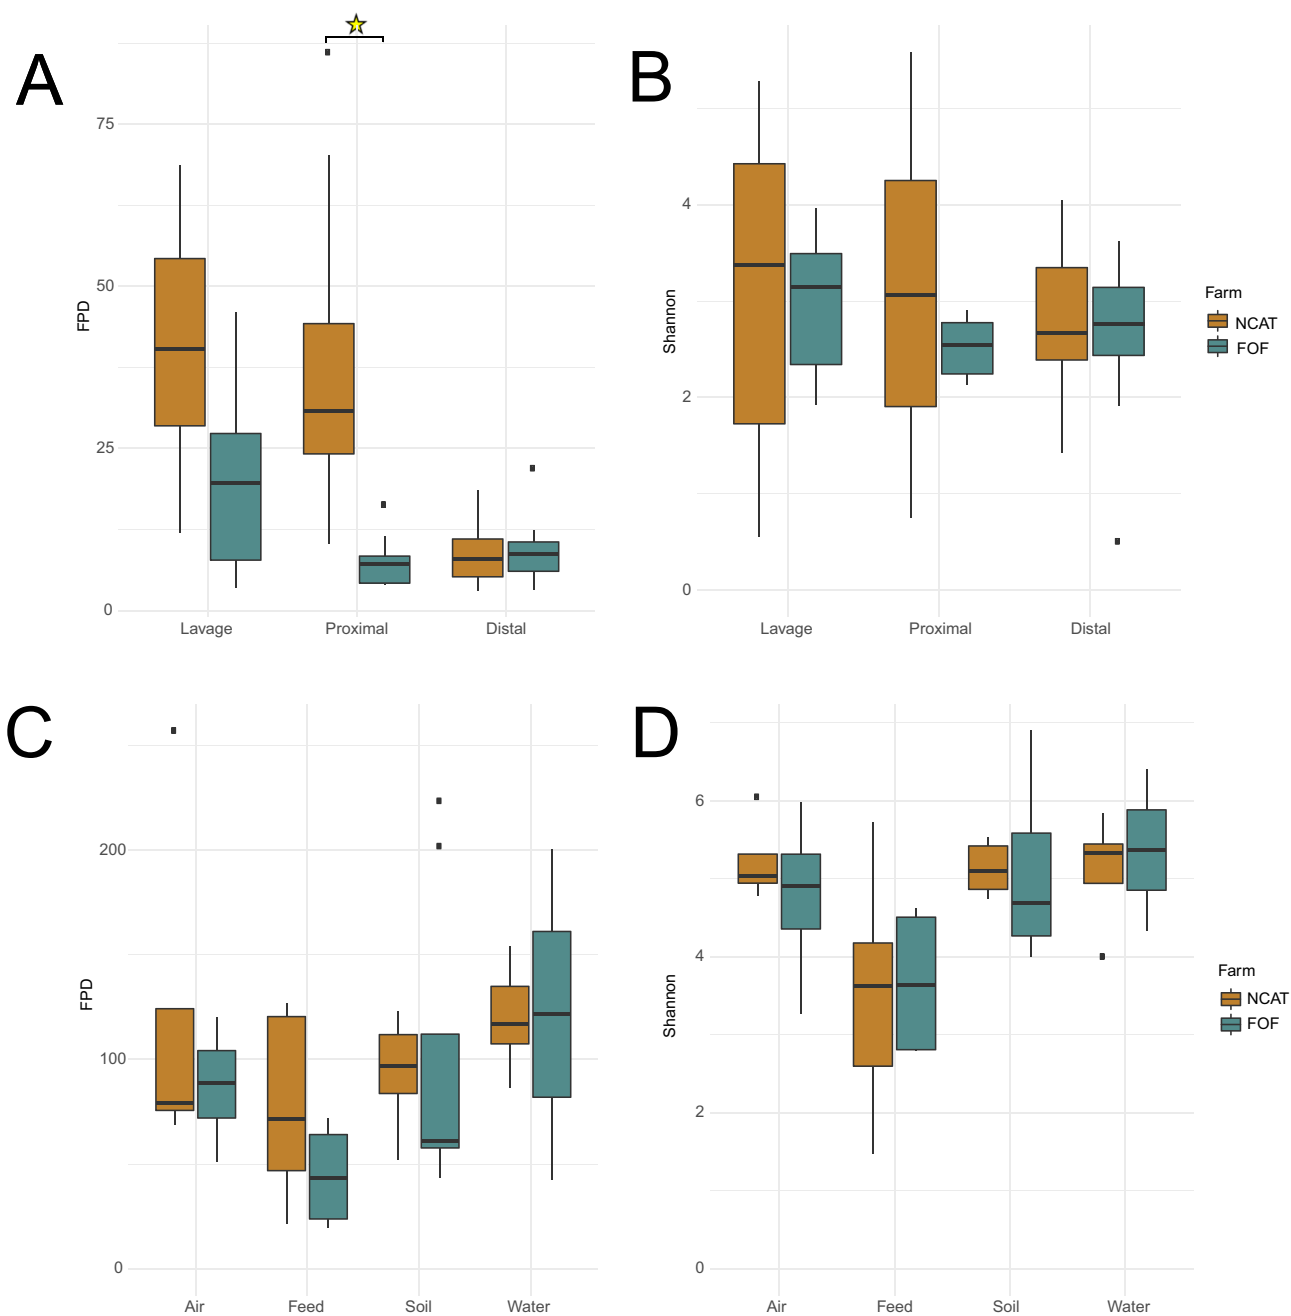 A
75
50
25
0
FPD
Lavage Proximal Distal
B
4
2
0
Shannon
Lavage Proximal Distal
Farm
NCAT
FOF
C
200
100
0
FPD
Air Feed Soil Water
D
6
4
2
0
Shannon
Air Feed Soil Water
Farm
NCAT
FOF